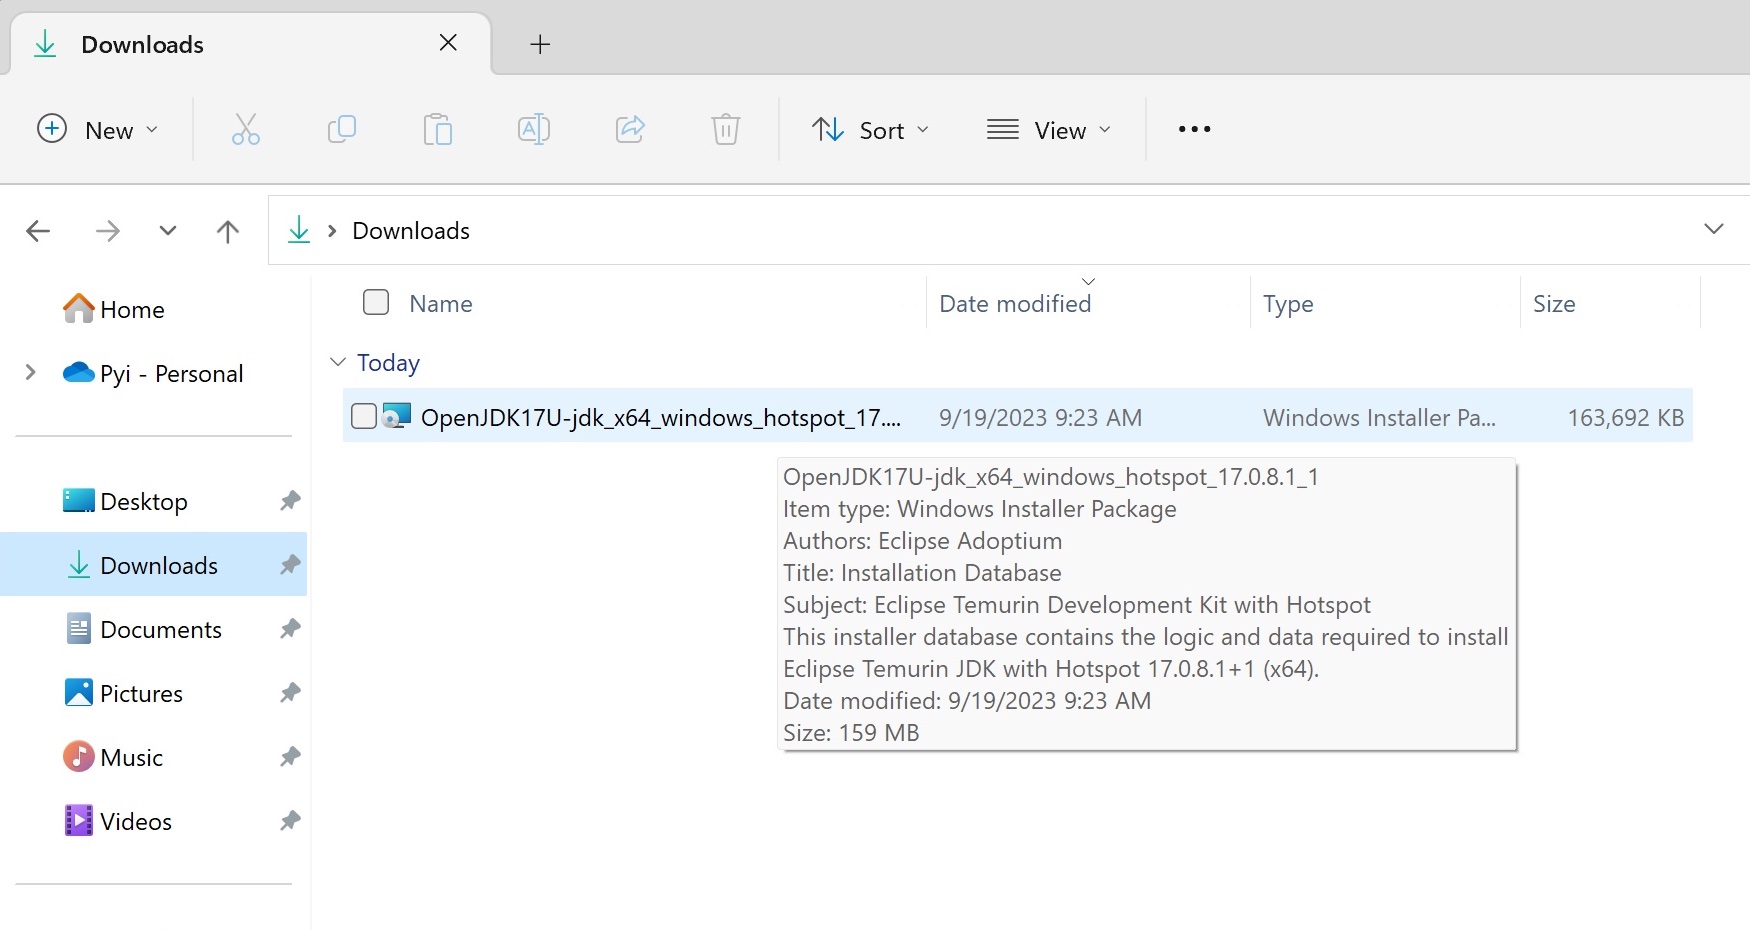 Downloads
New
Sort
View
Downloads
Home
Pyi - Personal
Desktop
Downloads
Documents
Pictures
Music
Videos
Name
Date modified
Type
Size
Today
OpenJDK17U-jdk_x64_windows_hotspot_17.... 9/19/2023 9:23 AM Windows Installer Pa... 163,692 KB
OpenJDK17U-jdk_x64_windows_hotspot_17.0.8.1_1
Item type: Windows Installer Package
Authors: Eclipse Adoptium
Title: Installation Database
Subject: Eclipse Temurin Development Kit with Hotspot
This installer database contains the logic and data required to install
Eclipse Temurin JDK with Hotspot 17.0.8.1+1 (x64).
Date modified: 9/19/2023 9:23 AM
Size: 159 MB